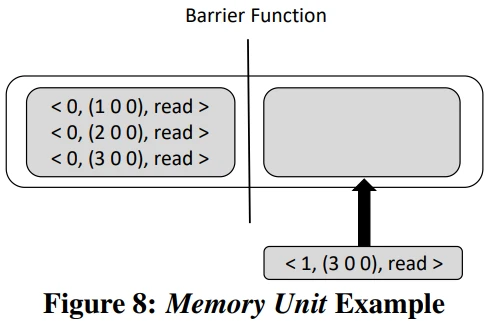 Barrier Function
< 0, (1 0 0), read >
< 0, (2 0 0), read >
< 0, (3 0 0), read >
< 1, (3 0 0), read >
Figure 8: Memory Unit Example